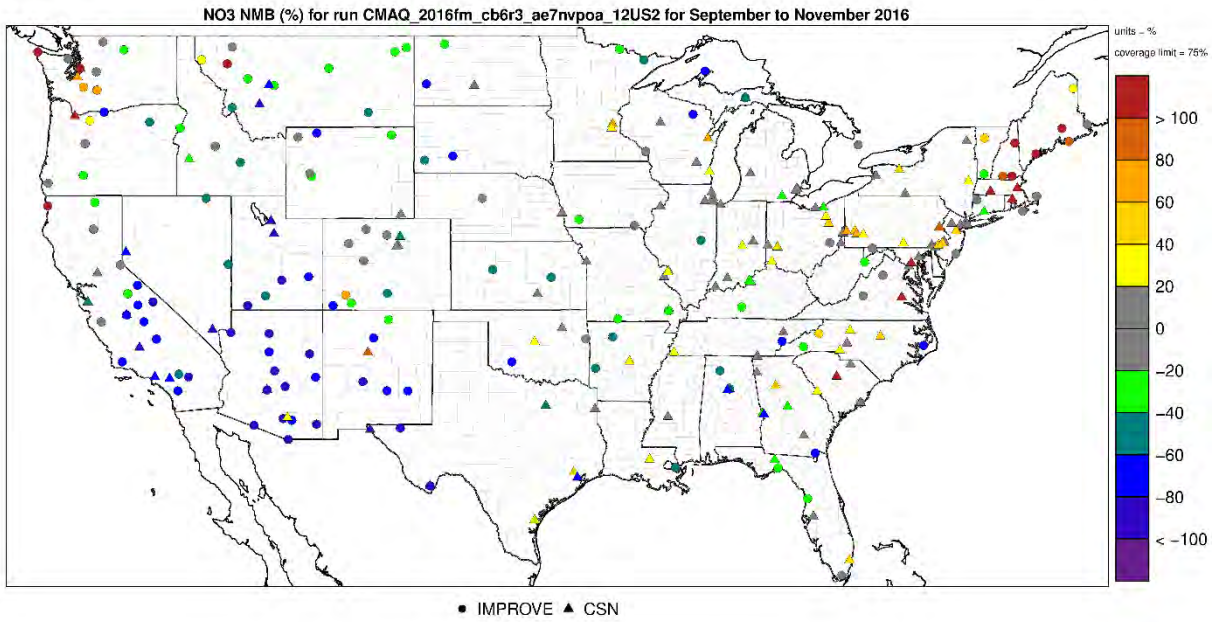 NO3 NMB (%) for run CMAQ_2016fm_cb6r3_ae7nvpoa_12US2 for September to November 2016
units = %
coverage limit = 75%
> 100
80
60
40
20
0
−20
−40
−60
−80
< −100
● IMPROVE ▲ CSN